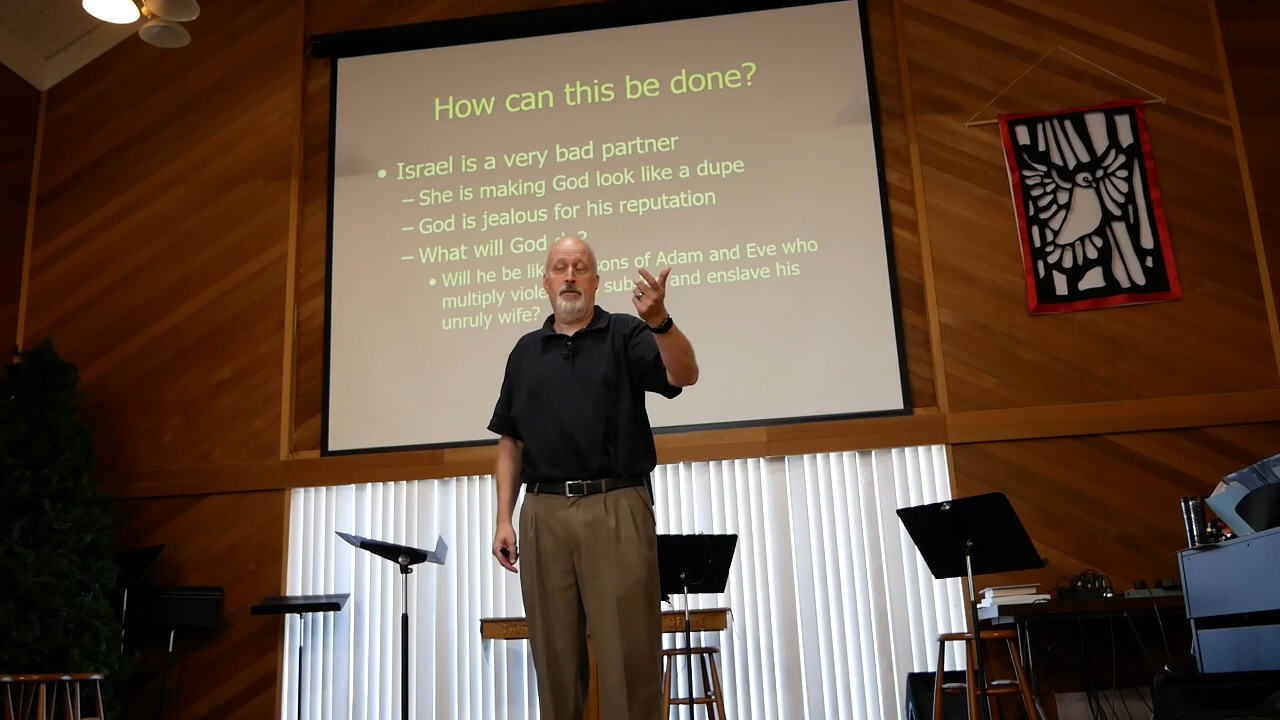 How can this be done?
• Israel is a very bad partner
– She is making God look like a dupe
– God is jealous for his reputation
– What will God ?
• Will he be ons of Adam and Eve who
multiply and enslave his
unruly wife?